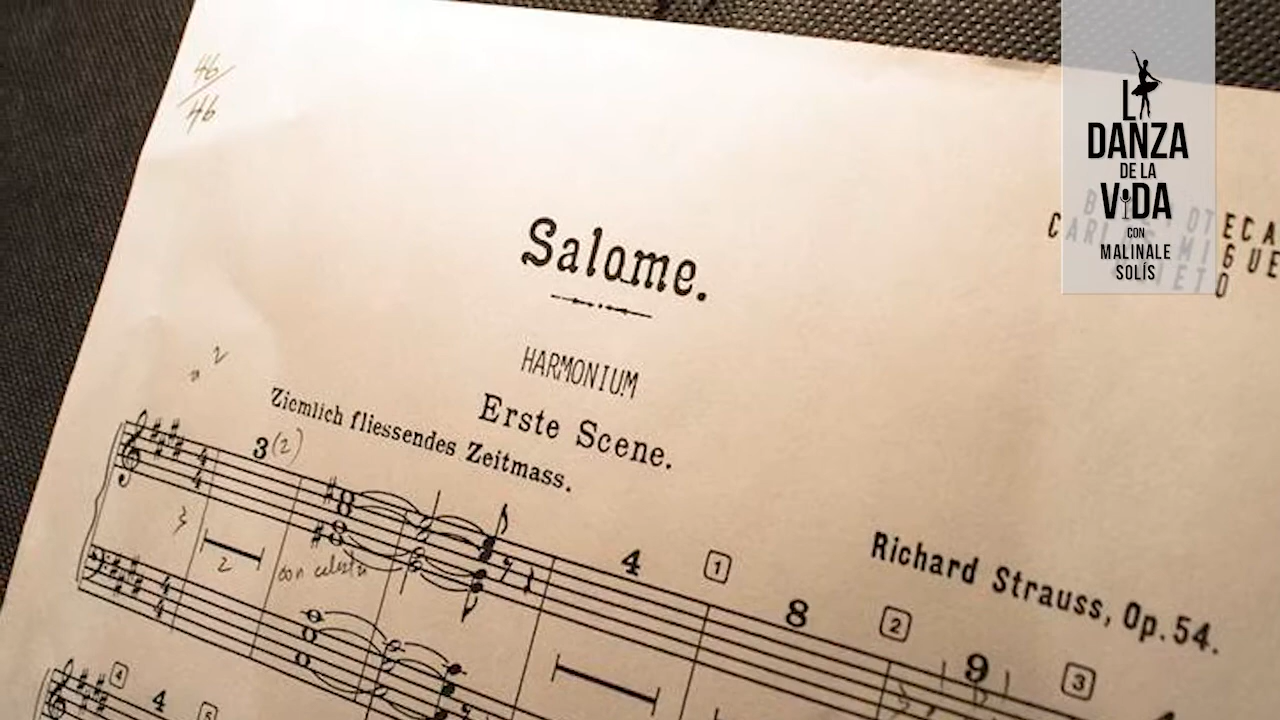 46
46
Salome.
HARMONIUM
Erste Scene.
Ziemlich fliessendes Zeitmass.
Richard Strauss, Op. 54.
3 (2)
4
1
8
2
9
3
2
con celesta
4
4
5
LA
DANZA
DE LA
VIDA
CON
MALINALE
SOLÍS